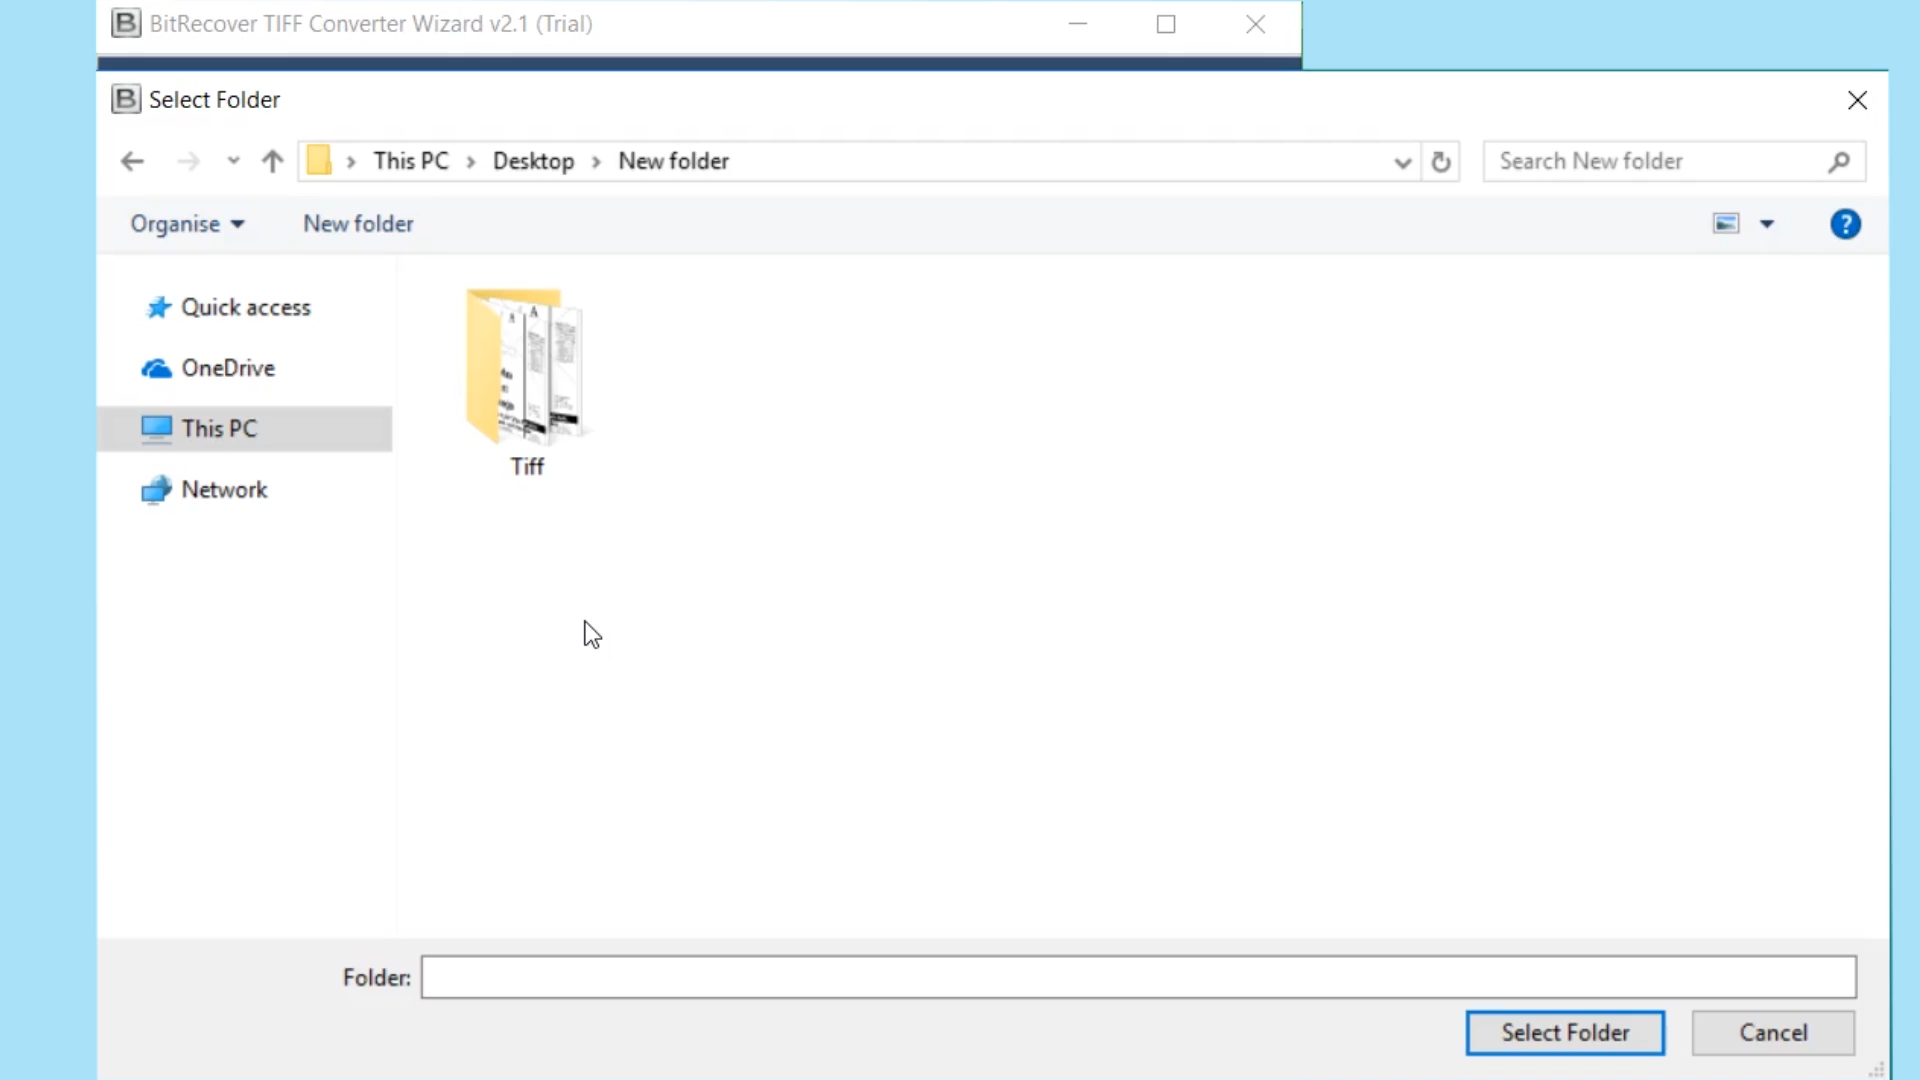 BitRecover TIFF Converter Wizard v2.1 (Trial)
Select Folder
This PC > Desktop > New folder
Search New folder
Organise
New folder
Quick access
OneDrive
This PC
Network
Tiff
Folder:
Select Folder
Cancel